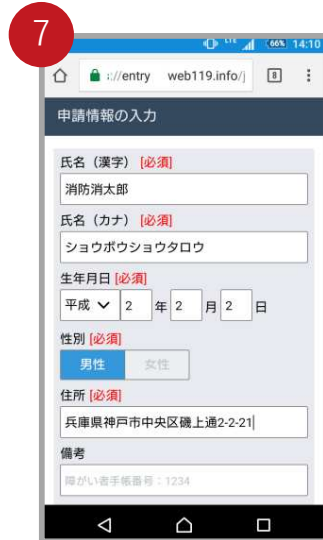 7
66% 14:10
://entry web119.info/j 8
申請情報の入力
氏名（漢字） [必須]
消防消太郎
氏名（カナ） [必須]
ショウボウショウタロウ
生年月日 [必須]
平成 2 年 2 月 2 日
性別 [必須]
男性 女性
住所 [必須]
兵庫県神戸市中央区磯上通2-2-21
備考
障がい者手帳番号：1234